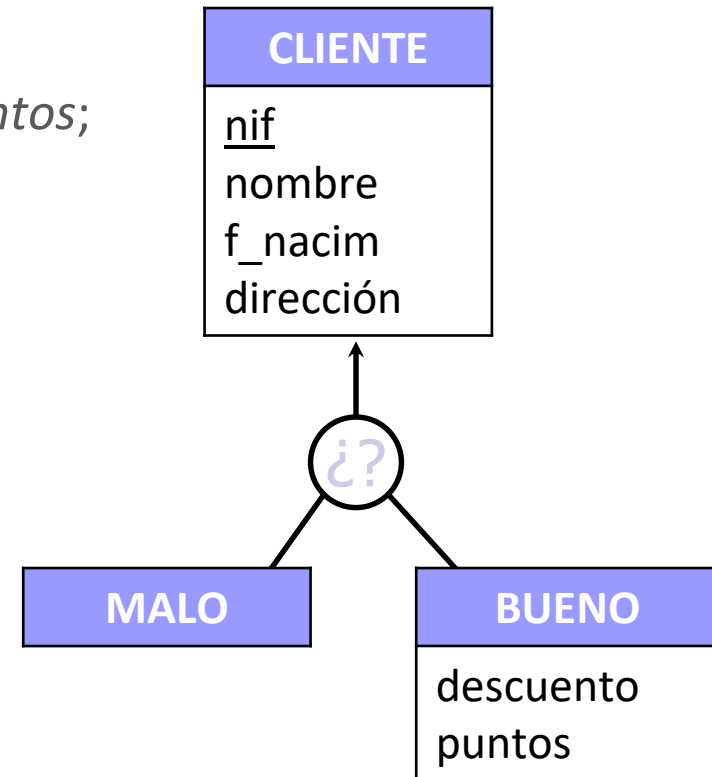 CLIENTE
ntos;
nif
nombre
f_nacim
dirección
¿?
MALO
BUENO
descuento
puntos